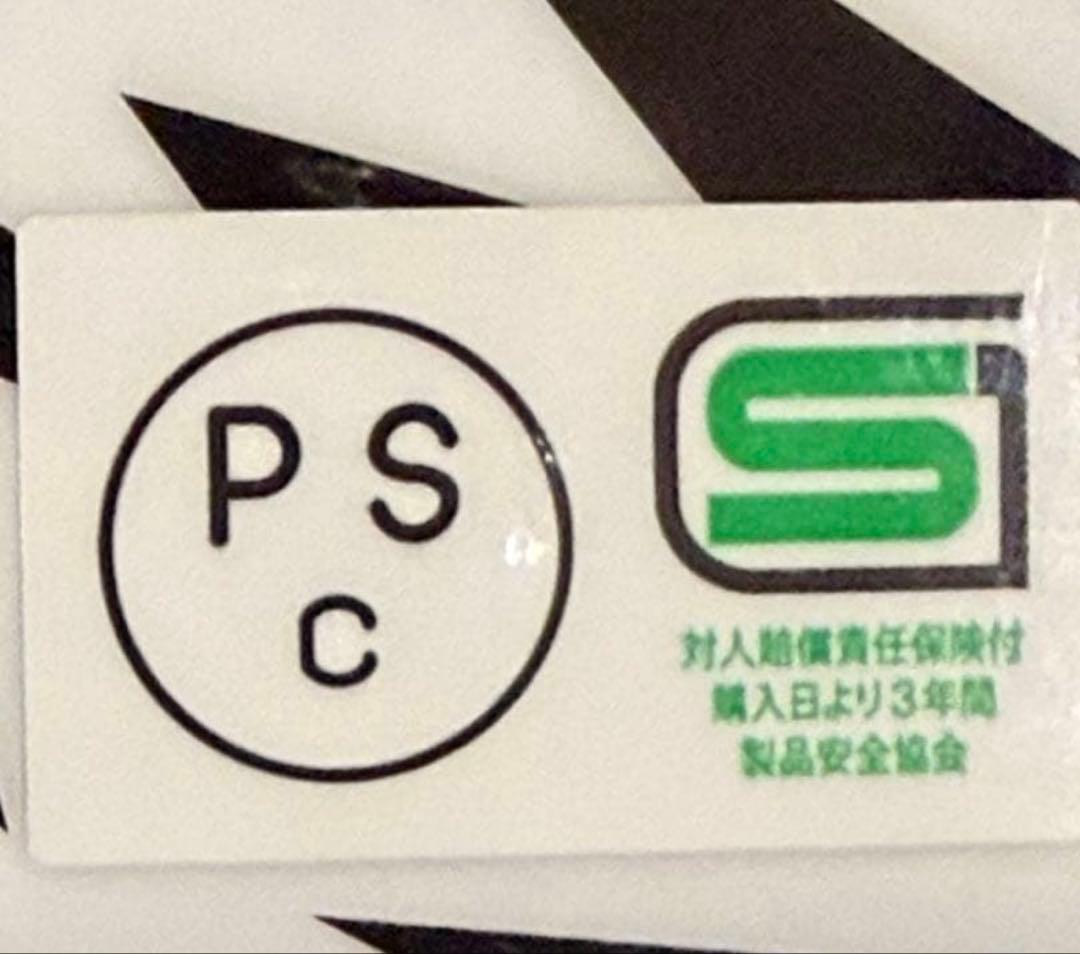 P S
C
S
対人賠償責任保険付
購入日より3年間
製品安全協会